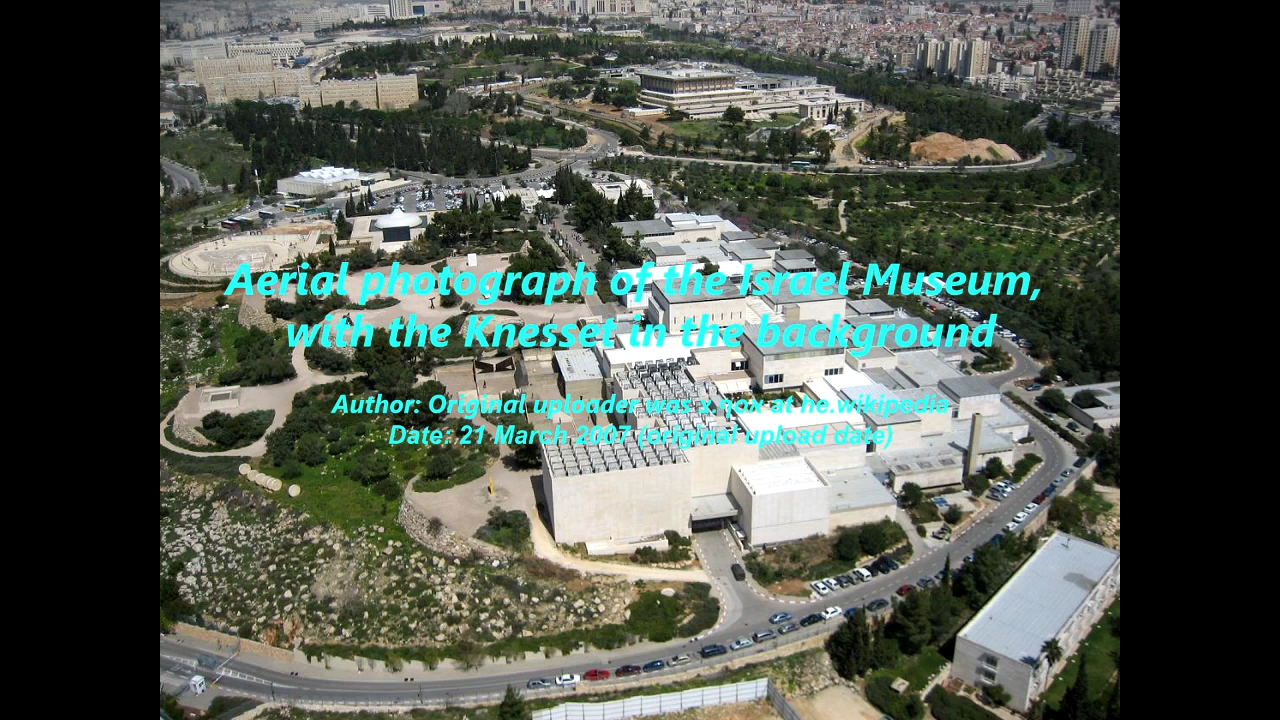 Aerial photograph of the Israel Museum,
with the Knesset in the background
Author: Original uploader was x.nox at he.wikipedia
Date: 21 March 2007 (original upload date)